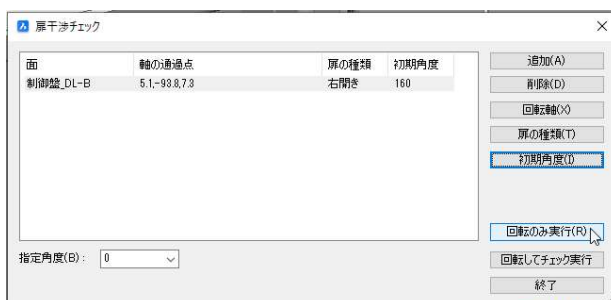 扉干渉チェック
面 軸の通過点 扉の種類 初期角度
制御盤_DL-B 5.1,-93.8,7.3 右開き 160
追加(A)
削除(D)
回転軸(X)
扉の種類(T)
初期角度(I)
回転のみ実行(R)
指定角度(B): 0
回転してチェック実行
終了